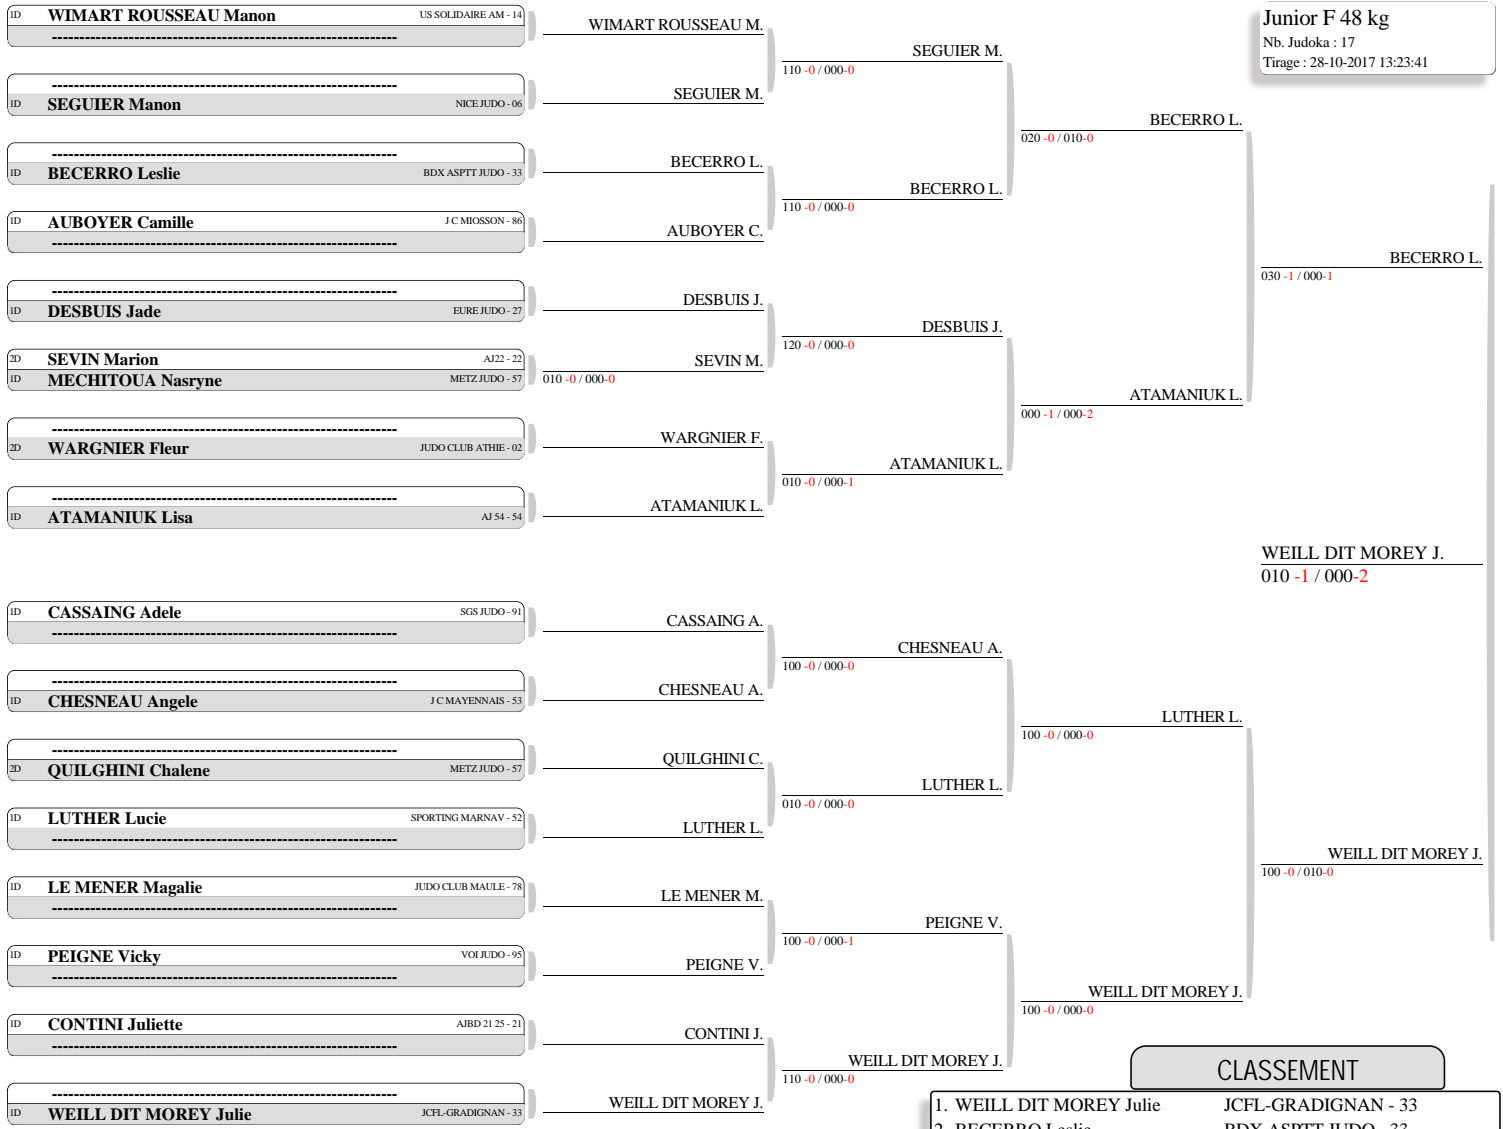 1D WIMART ROUSSEAU Manon US SOLIDAIRE AM - 14
------------------------------------------------------------
------------------------------------------------------------
1D SEGUIER Manon NICE JUDO - 06
------------------------------------------------------------
1D BECERRO Leslie BDX ASPTT JUDO - 33
1D AUBOYER Camille J C MIOSSON - 86
------------------------------------------------------------
------------------------------------------------------------
1D DESBUIS Jade EURE JUDO - 27
2D SEVIN Marion AJ22 - 22
1D MECHITOUA Nasryne METZ JUDO - 57
------------------------------------------------------------
2D WARGNIER Fleur JUDO CLUB ATHIE - 02
------------------------------------------------------------
1D ATAMANIUK Lisa AJ 54 - 54
1D CASSAING Adele SGS JUDO - 91
------------------------------------------------------------
------------------------------------------------------------
1D CHESNEAU Angele J C MAYENNAIS - 53
------------------------------------------------------------
2D QUILGHINI Chalene METZ JUDO - 57
1D LUTHER Lucie SPORTING MARNAV - 52
------------------------------------------------------------
1D LE MENER Magalie JUDO CLUB MAULE - 78
------------------------------------------------------------
1D PEIGNE Vicky VOI JUDO - 95
------------------------------------------------------------
1D CONTINI Juliette AJBD 21 25 - 21
------------------------------------------------------------
------------------------------------------------------------
1D WEILL DIT MOREY Julie JCFL-GRADIGNAN - 33
WIMART ROUSSEAU M.
SEGUIER M.
BECERRO L.
AUBOYER C.
DESBUIS J.
SEVIN M.
010 -0 / 000-0
WARGNIER F.
ATAMANIUK L.
CASSAING A.
CHESNEAU A.
QUILGHINI C.
LUTHER L.
LE MENER M.
PEIGNE V.
CONTINI J.
WEILL DIT MOREY J.
SEGUIER M.
110 -0 / 000-0
BECERRO L.
110 -0 / 000-0
DESBUIS J.
120 -0 / 000-0
ATAMANIUK L.
010 -0 / 000-1
CHESNEAU A.
100 -0 / 000-0
LUTHER L.
010 -0 / 000-0
PEIGNE V.
100 -0 / 000-1
WEILL DIT MOREY J.
110 -0 / 000-0
BECERRO L.
020 -0 / 010-0
ATAMANIUK L.
000 -1 / 000-2
LUTHER L.
100 -0 / 000-0
WEILL DIT MOREY J.
100 -0 / 000-0
Junior F 48 kg
Nb. Judoka : 17
Tirage : 28-10-2017 13:23:41
BECERRO L.
030 -1 / 000-1
WEILL DIT MOREY J.
010 -1 / 000-2
WEILL DIT MOREY J.
100 -0 / 010-0
CLASSEMENT
1. WEILL DIT MOREY Julie JCFL-GRADIGNAN - 33
2. BECERRO Leslie BDX ASPTT JUDO - 33